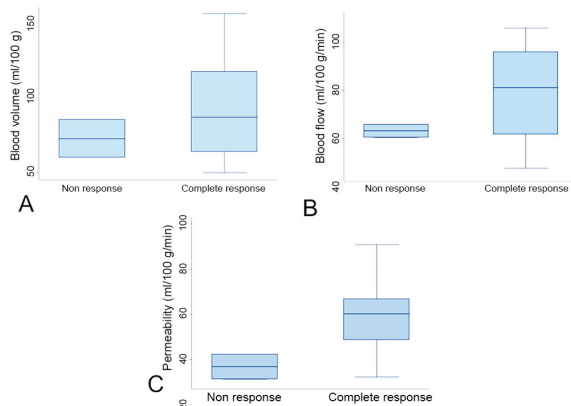 Blood volume (ml/100 g)
150
100
50
Non response
Complete response
A
Blood flow (ml/100 g/min)
100
80
60
40
Non response
Complete response
B
Permeability (ml/100 g/min)
100
80
60
40
20
Non response
Complete response
C